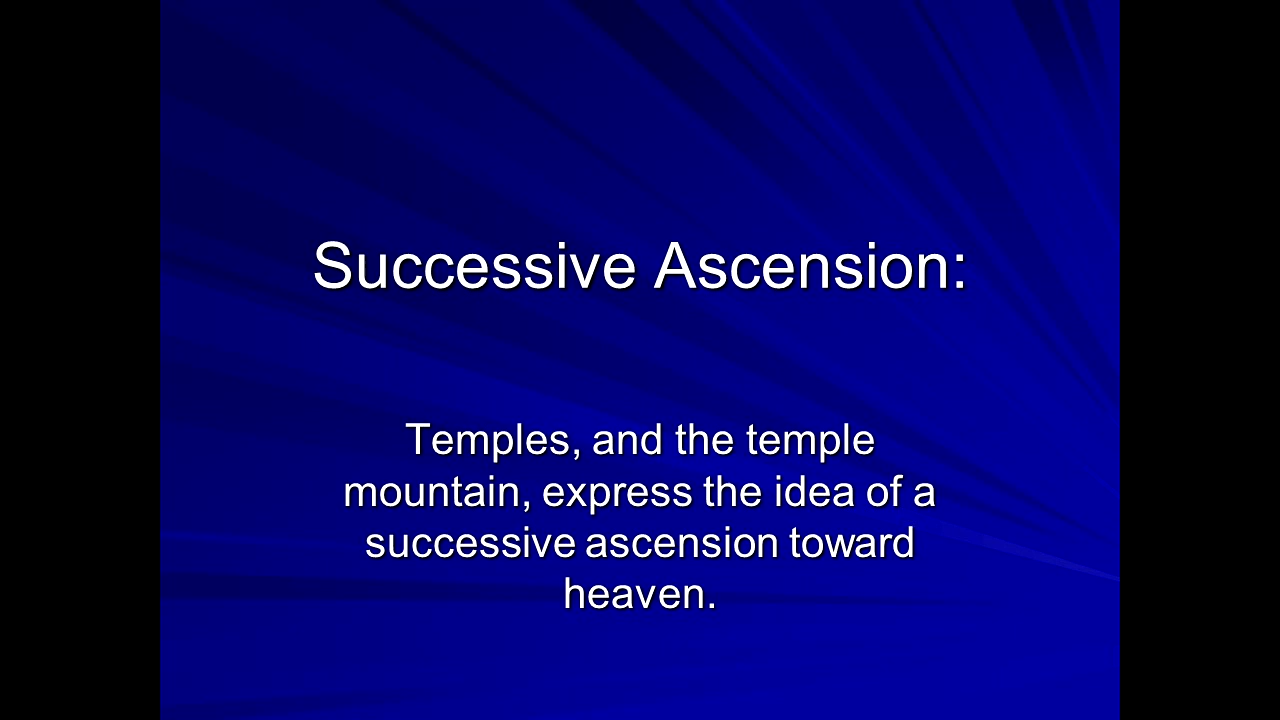 Successive Ascension:
Temples, and the temple
mountain, express the idea of a
successive ascension toward
heaven.